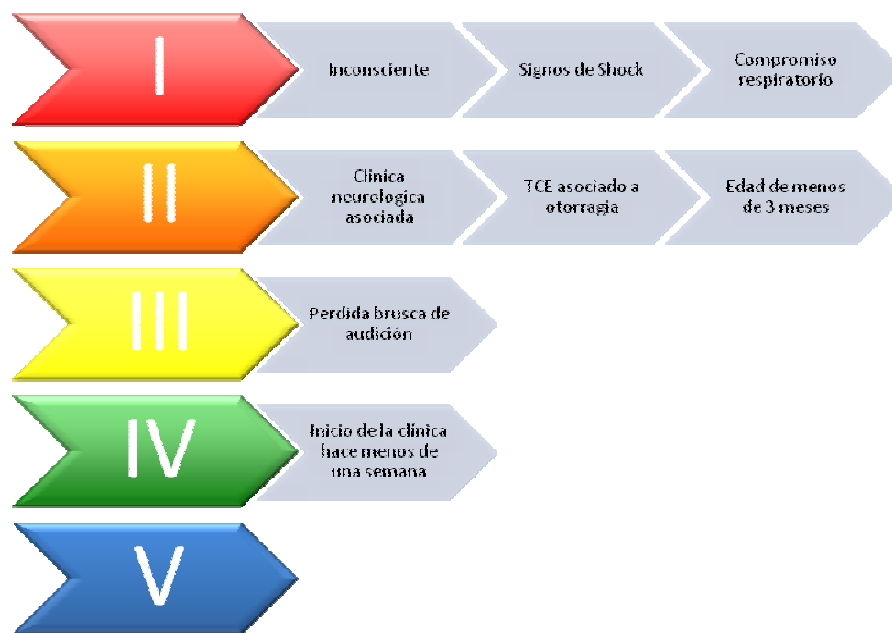 I
Inconsciente
Signos de Shock
Compromiso
respiratorio
II
Clinica
neurologica
asociada
TCE asociado a
otorragia
Edad de menos
de 3 meses
III
Perdida brusca de
audición
IV
Inicio de la clínica
hace menos de
una semana
V